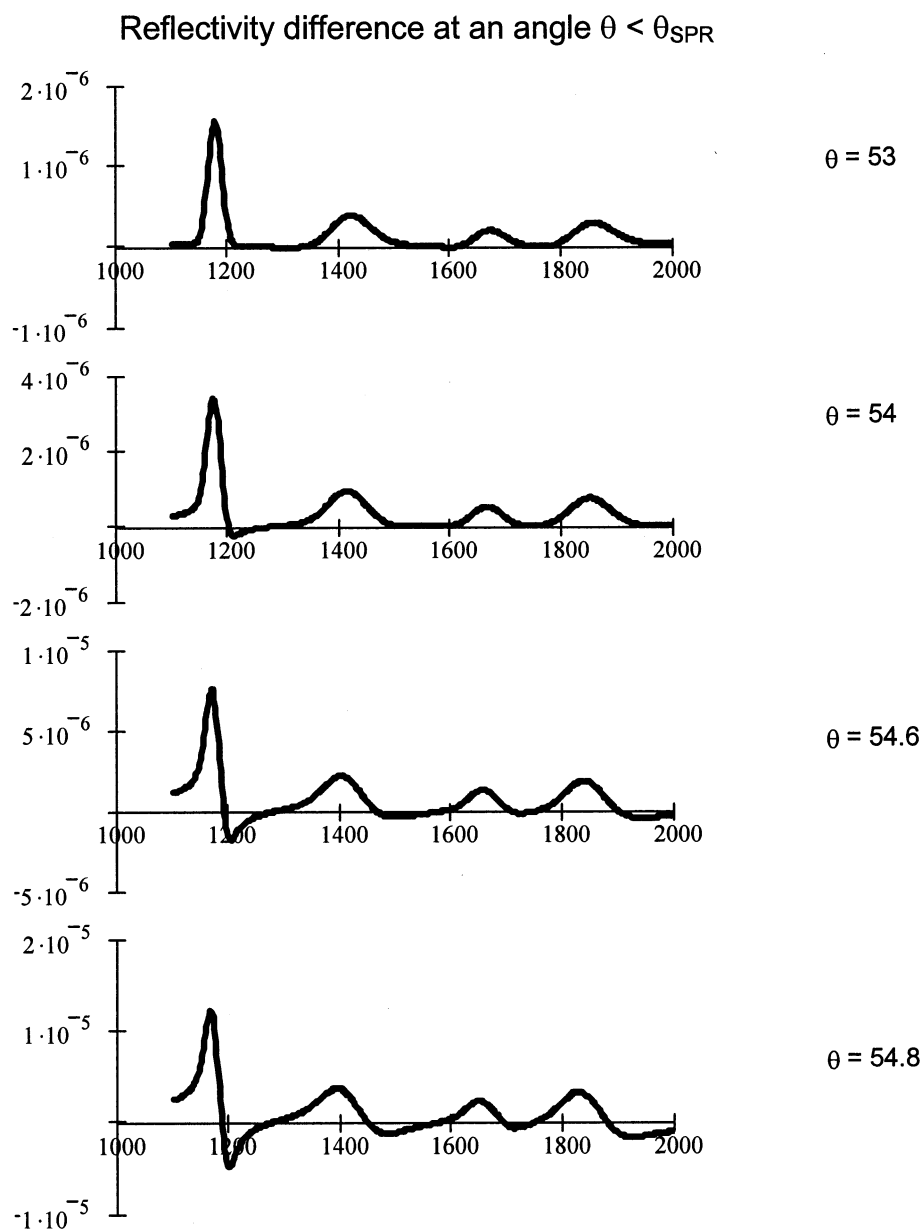 Reflectivity difference at an angle θ < θSPR
2·10⁻⁶
1·10⁻⁶
θ = 53
1000 1200 1400 1600 1800 2000
-1·10⁻⁶
4·10⁻⁶
θ = 54
2·10⁻⁶
1000 1200 1400 1600 1800 2000
-2·10⁻⁶
1·10⁻⁵
5·10⁻⁶
θ = 54.6
1000 1200 1400 1600 1800 2000
-5·10⁻⁶
2·10⁻⁵
1·10⁻⁵
θ = 54.8
1000 1200 1400 1600 1800 2000
-1·10⁻⁵